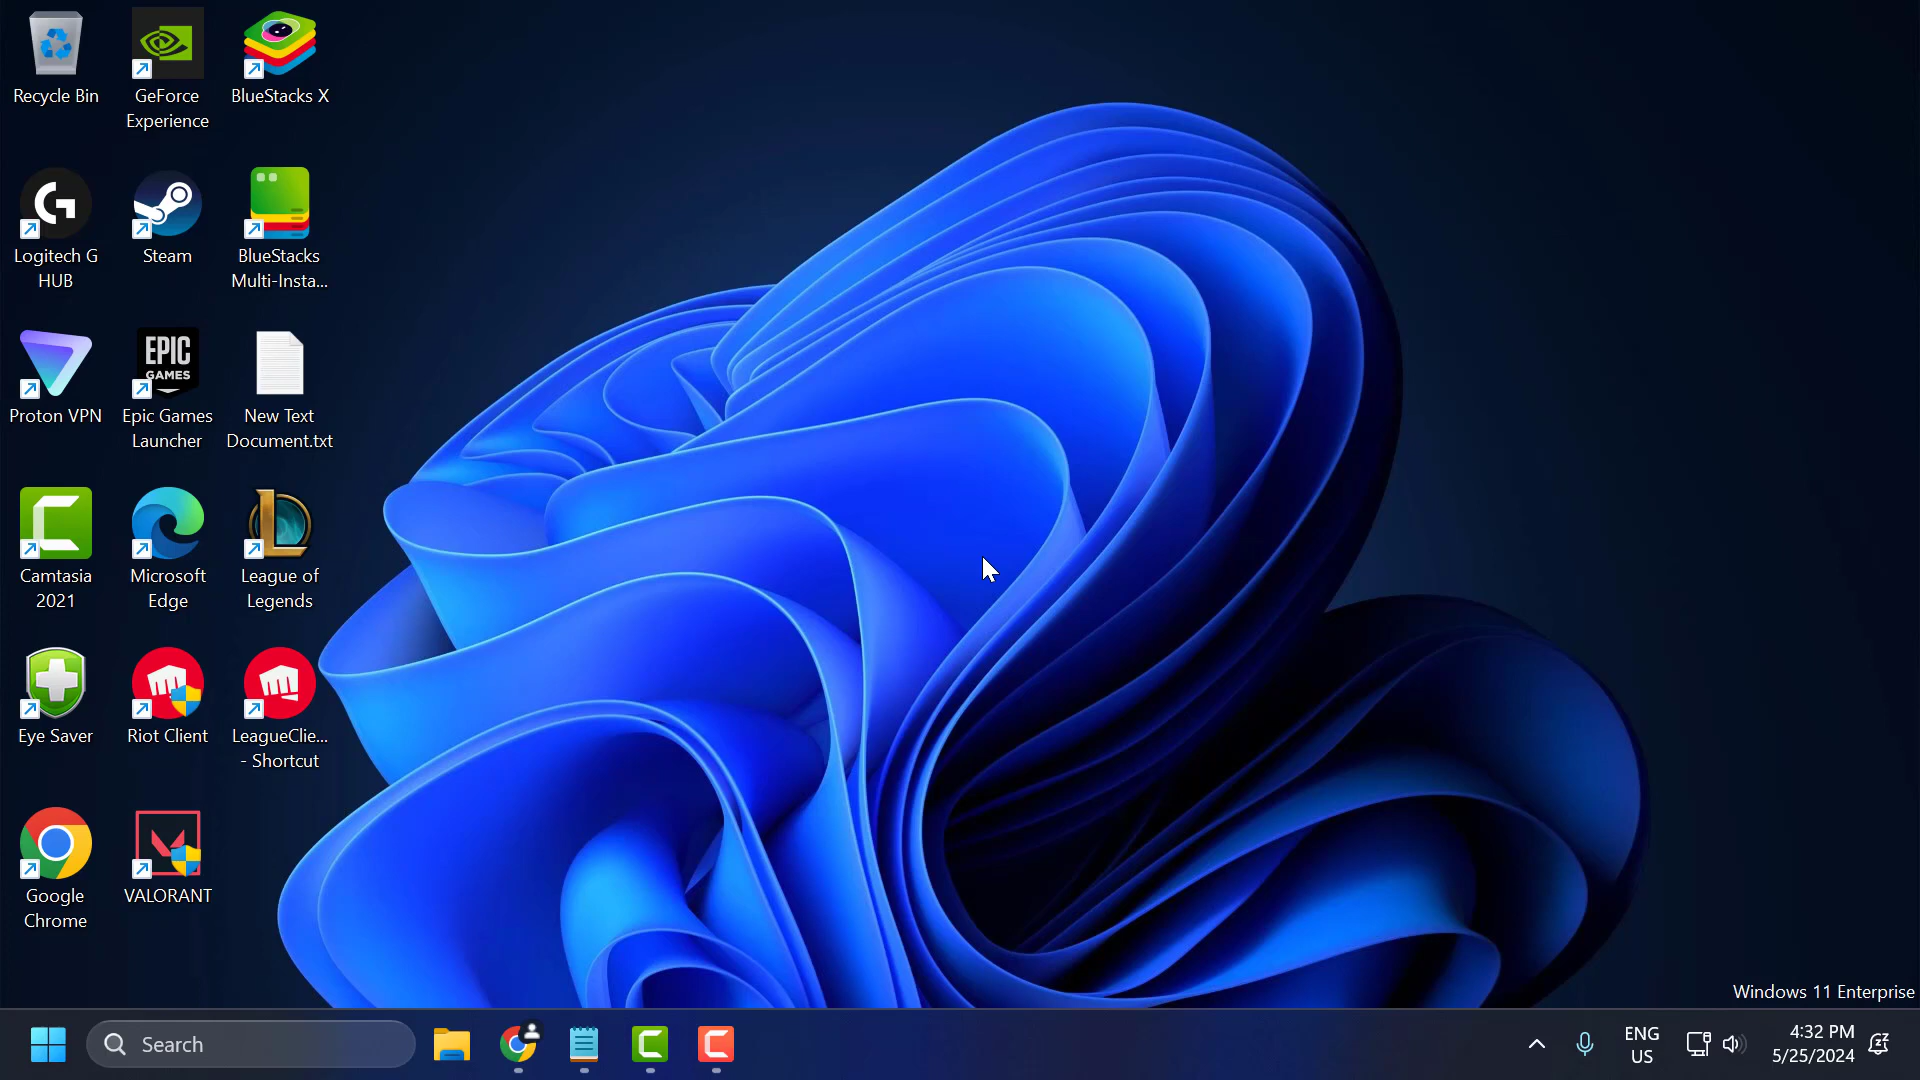 Recycle Bin
GeForce
Experience
BlueStacks X
Logitech G
HUB
Steam
BlueStacks
Multi-Insta...
Proton VPN
EPIC
GAMES
Epic Games
Launcher
New Text
Document.txt
Camtasia
2021
Microsoft
Edge
League of
Legends
Eye Saver
Riot Client
LeagueClie...
- Shortcut
Google
Chrome
VALORANT
Windows 11 Enterprise
Search
ENG
US
4:32 PM
5/25/2024